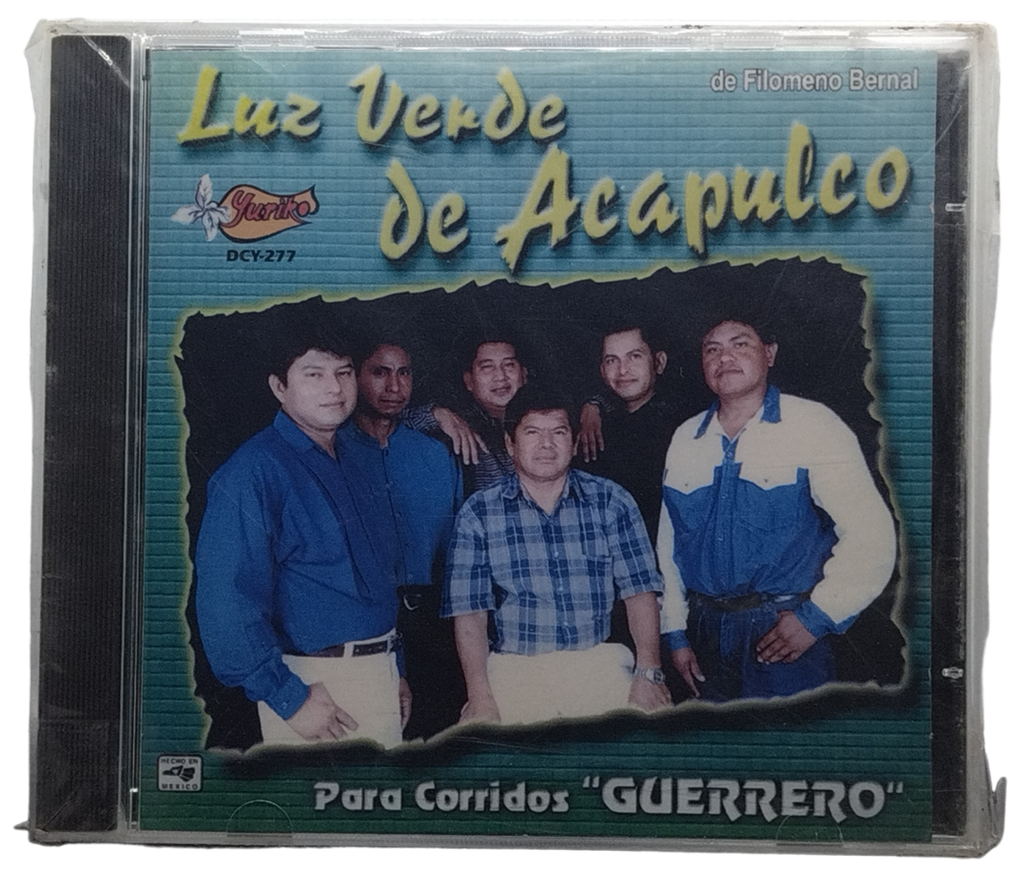 de Filomeno Bernal
Luz Verde
de Acapulco
Yuriko
DCY-277
HECHO EN
MEXICO
Para Corridos "GUERRERO"